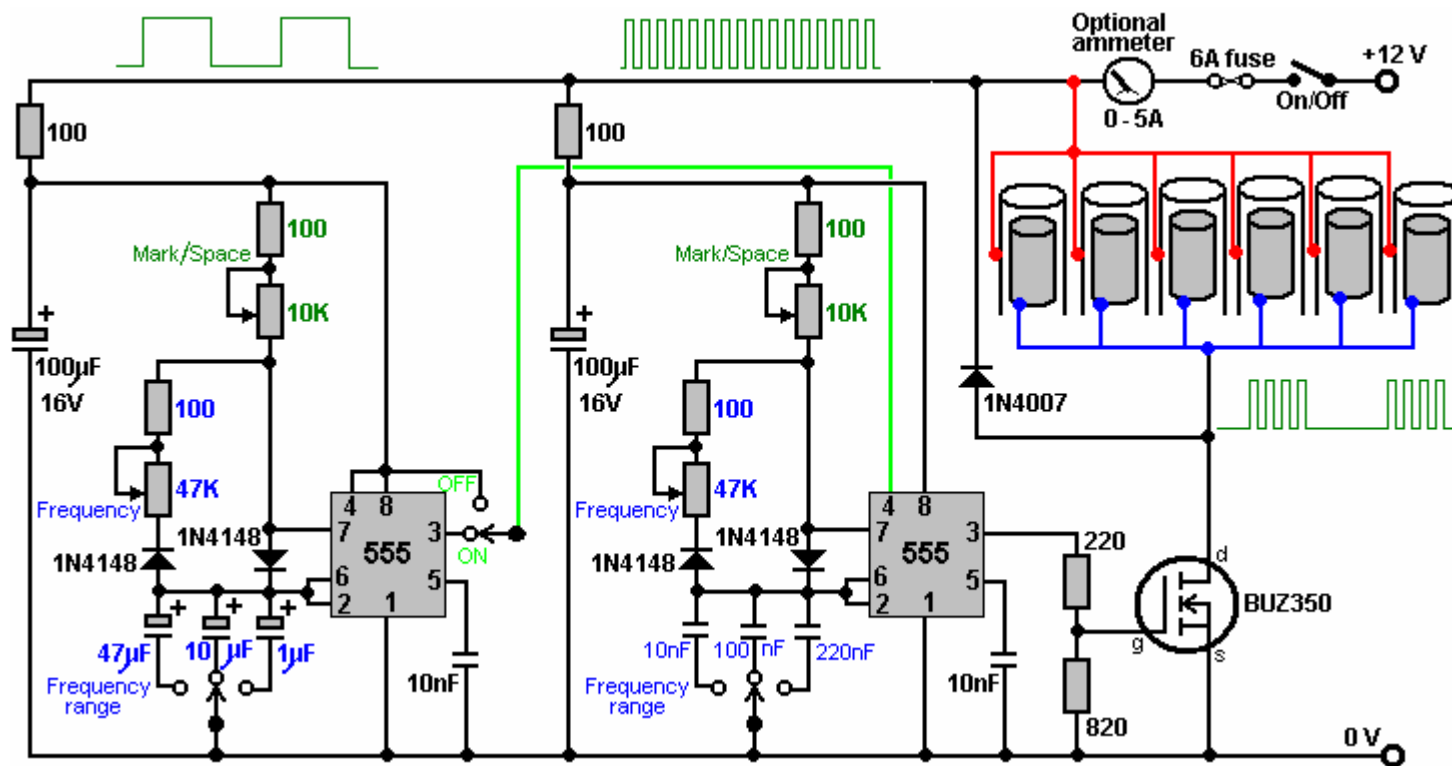 Optional
ammeter
6A fuse
+12 V
On/Off
0 - 5A
100
100
100
Mark/Space
10K
100
Mark/Space
10K
+
100µF
16V
+
100µF
16V
100
47K
Frequency
100
47K
Frequency
1N4007
OFF
ON
4
8
7
3
555
6
5
2
1
4
8
7
3
555
6
5
2
1
1N4148
1N4148
1N4148
1N4148
+
+
+
47µF
10 µF
1µF
Frequency
range
10nF
10nF
100 nF
220nF
Frequency
range
10nF
220
820
d
g
s
BUZ350
0 V